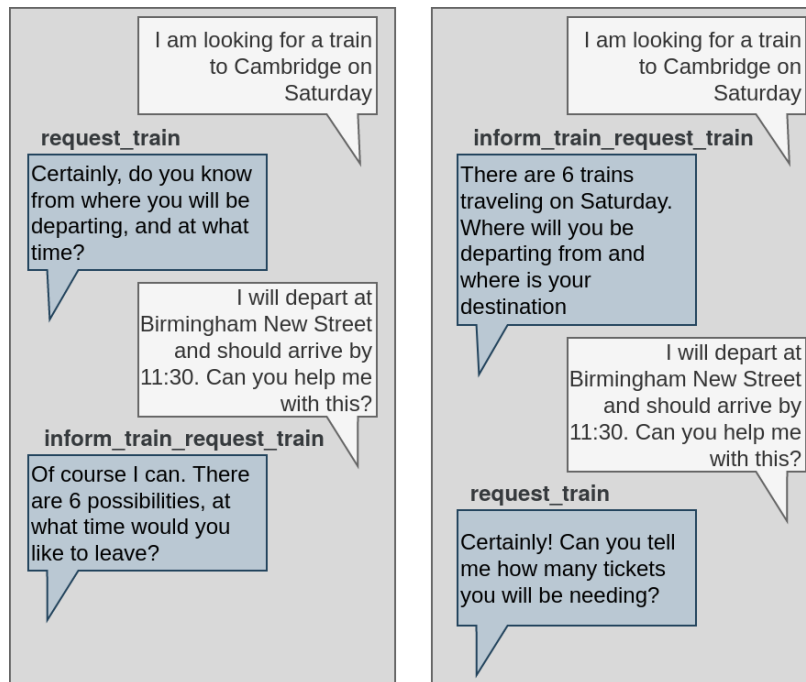 I am looking for a train
to Cambridge on
Saturday
request_train
Certainly, do you know
from where you will be
departing, and at what
time?
I will depart at
Birmingham New Street
and should arrive by
11:30. Can you help me
with this?
inform_train_request_train
Of course I can. There
are 6 possibilities, at
what time would you
like to leave?
I am looking for a train
to Cambridge on
Saturday
inform_train_request_train
There are 6 trains
traveling on Saturday.
Where will you be
departing from and
where is your
destination
I will depart at
Birmingham New Street
and should arrive by
11:30. Can you help me
with this?
request_train
Certainly! Can you tell
me how many tickets
you will be needing?